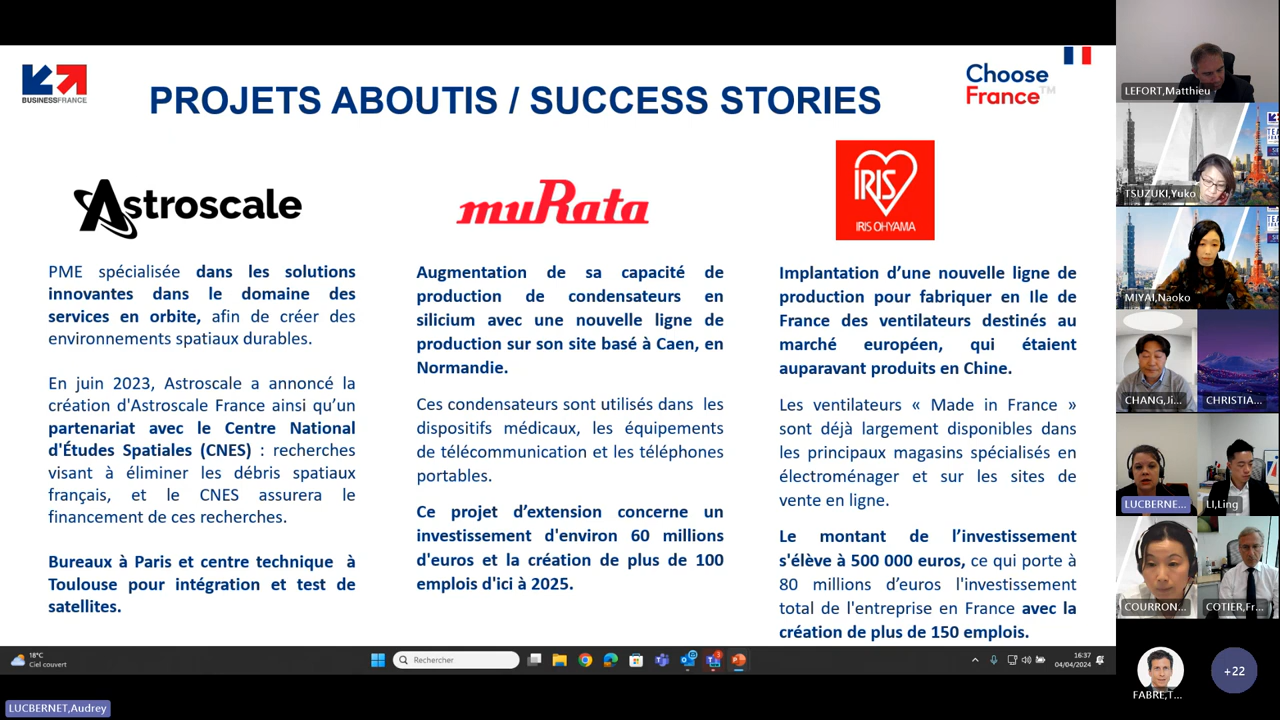 BUSINESSFRANCE
PROJETS ABOUTIS / SUCCESS STORIES
Choose
France™
Astroscale
PME spécialisée dans les solutions
innovantes dans le domaine des
services en orbite, afin de créer des
environnements spatiaux durables.
En juin 2023, Astroscale a annoncé la
création d'Astroscale France ainsi qu’un
partenariat avec le Centre National
d'Études Spatiales (CNES) : recherches
visant à éliminer les débris spatiaux
français, et le CNES assurera le
financement de ces recherches.
Bureaux à Paris et centre technique à
Toulouse pour intégration et test de
satellites.
muRata
Augmentation de sa capacité de
production de condensateurs en
silicium avec une nouvelle ligne de
production sur son site basé à Caen, en
Normandie.
Ces condensateurs sont utilisés dans les
dispositifs médicaux, les équipements
de télécommunication et les téléphones
portables.
Ce projet d’extension concerne un
investissement d'environ 60 millions
d'euros et la création de plus de 100
emplois d'ici à 2025.
IRIS
IRIS OHYAMA
Implantation d’une nouvelle ligne de
production pour fabriquer en Ile de
France des ventilateurs destinés au
marché européen, qui étaient
auparavant produits en Chine.
Les ventilateurs « Made in France »
sont déjà largement disponibles dans
les principaux magasins spécialisés en
électroménager et sur les sites de
vente en ligne.
Le montant de l’investissement
s'élève à 500 000 euros, ce qui porte à
80 millions d’euros l'investissement
total de l'entreprise en France avec la
création de plus de 150 emplois.
18°C
Ciel couvert
Rechercher
16:37
04/04/2024
LUCBERNET,Audrey
LEFORT,Matthieu
TSUZUKI,Yuko
MIYAI,Naoko
CHANG,Ji...
CHRISTIA...
LUCBERNE...
LI,Ling
COURRON...
COTIER,Fr...
FABRE,T...
+22